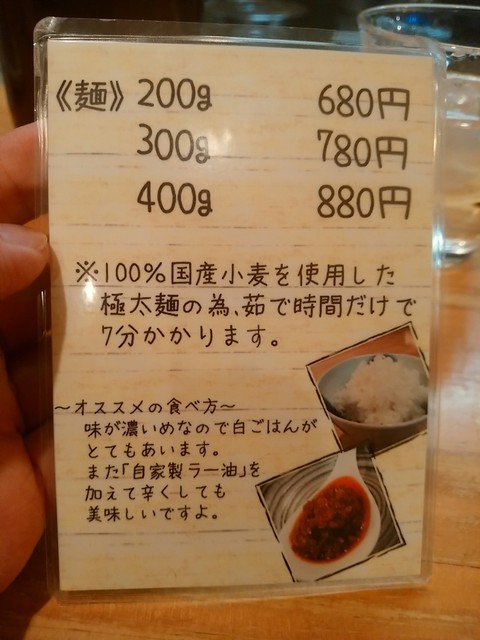 《麺》200g 680円
300g 780円
400g 880円
※100%国産小麦を使用した
極太麺の為、茹で時間だけで
7分かかります。
~オススメの食べ方~
味が濃いめなので白ごはんが
とてもあいます。
また「自家製ラー油」を
加えて辛くしても
美味しいですよ。